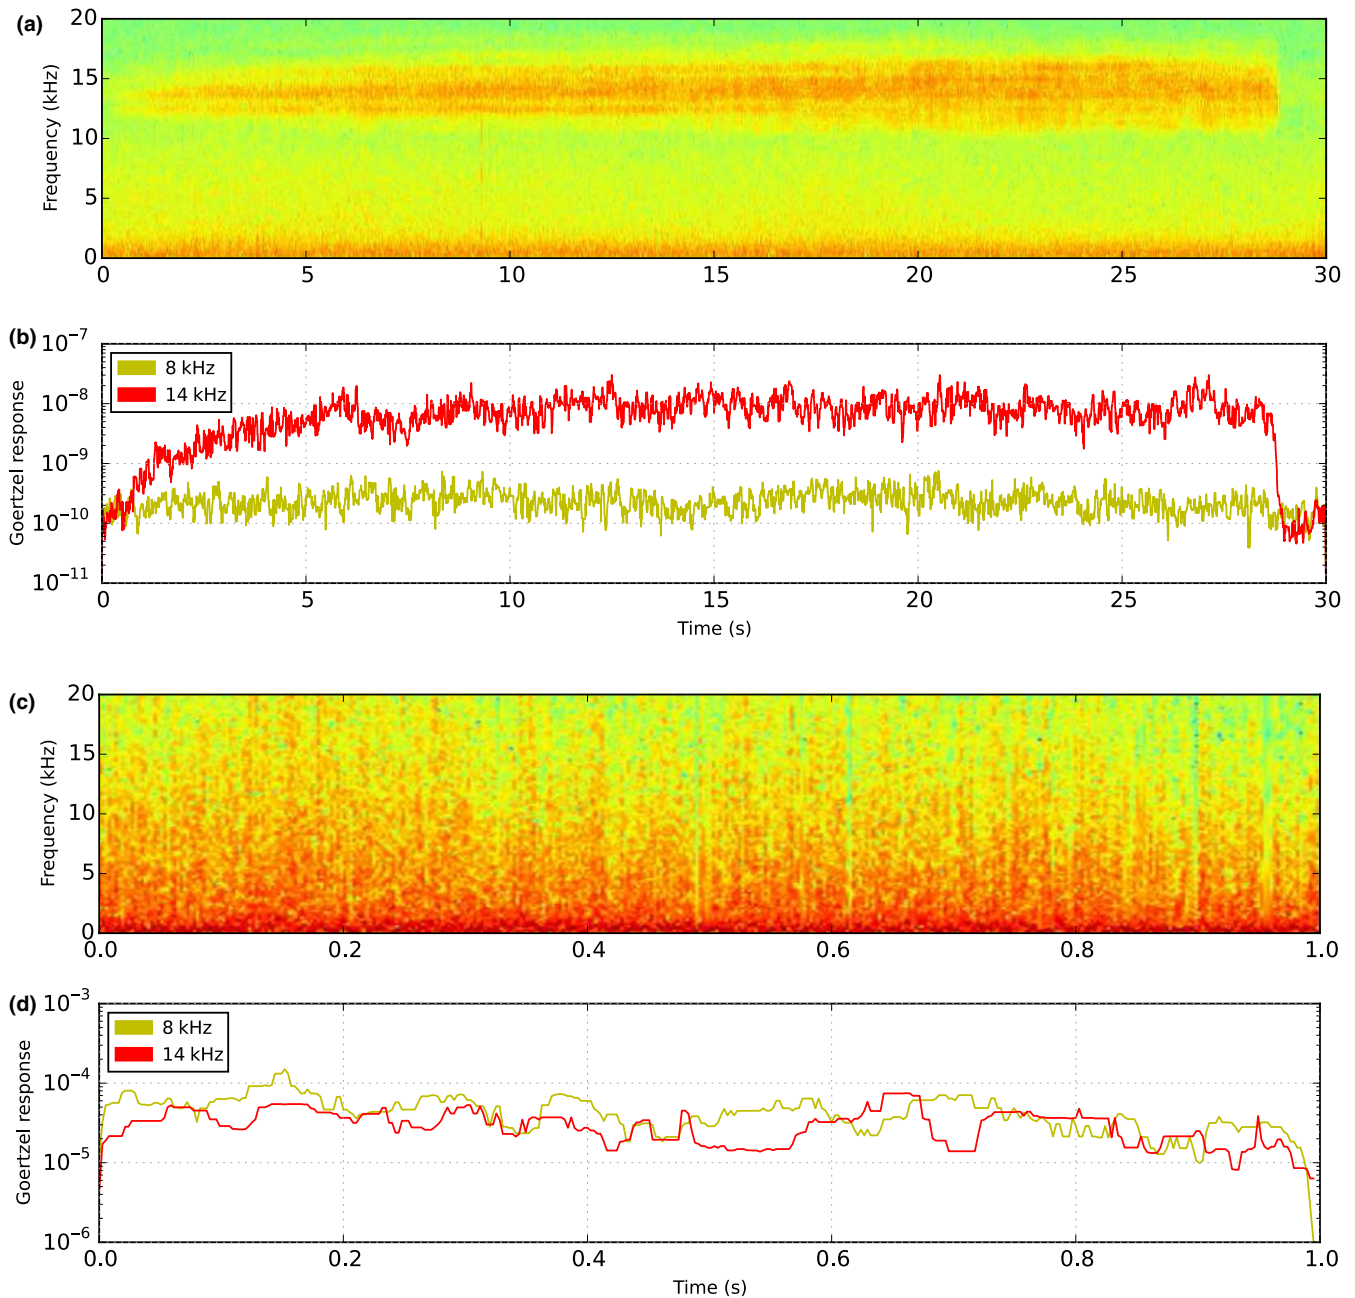 (a)
Frequency (kHz)
20
15
10
5
0
0 5 10 15 20 25 30
(b)
Goertzel response
10⁻⁷
10⁻⁸
10⁻⁹
10⁻¹⁰
10⁻¹¹
8 kHz
14 kHz
0 5 10 15 20 25 30
Time (s)
(c)
Frequency (kHz)
20
15
10
5
0
0.0 0.2 0.4 0.6 0.8 1.0
(d)
Goertzel response
10⁻³
10⁻⁴
10⁻⁵
10⁻⁶
8 kHz
14 kHz
0.0 0.2 0.4 0.6 0.8 1.0
Time (s)